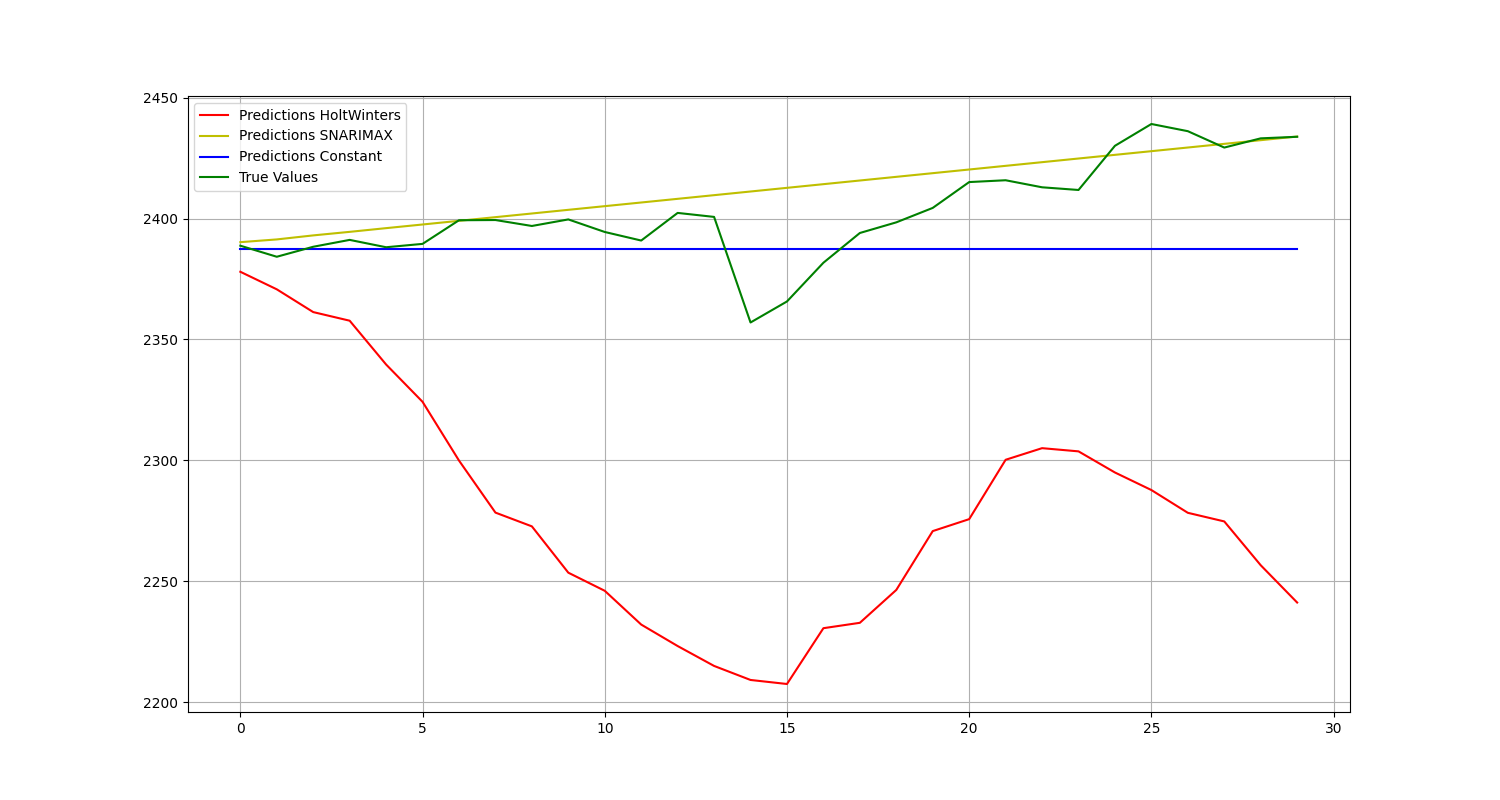 2450
2400
2350
2300
2250
2200
0 5 10 15 20 25 30
Predictions HoltWinters
Predictions SNARIMAX
Predictions Constant
True Values